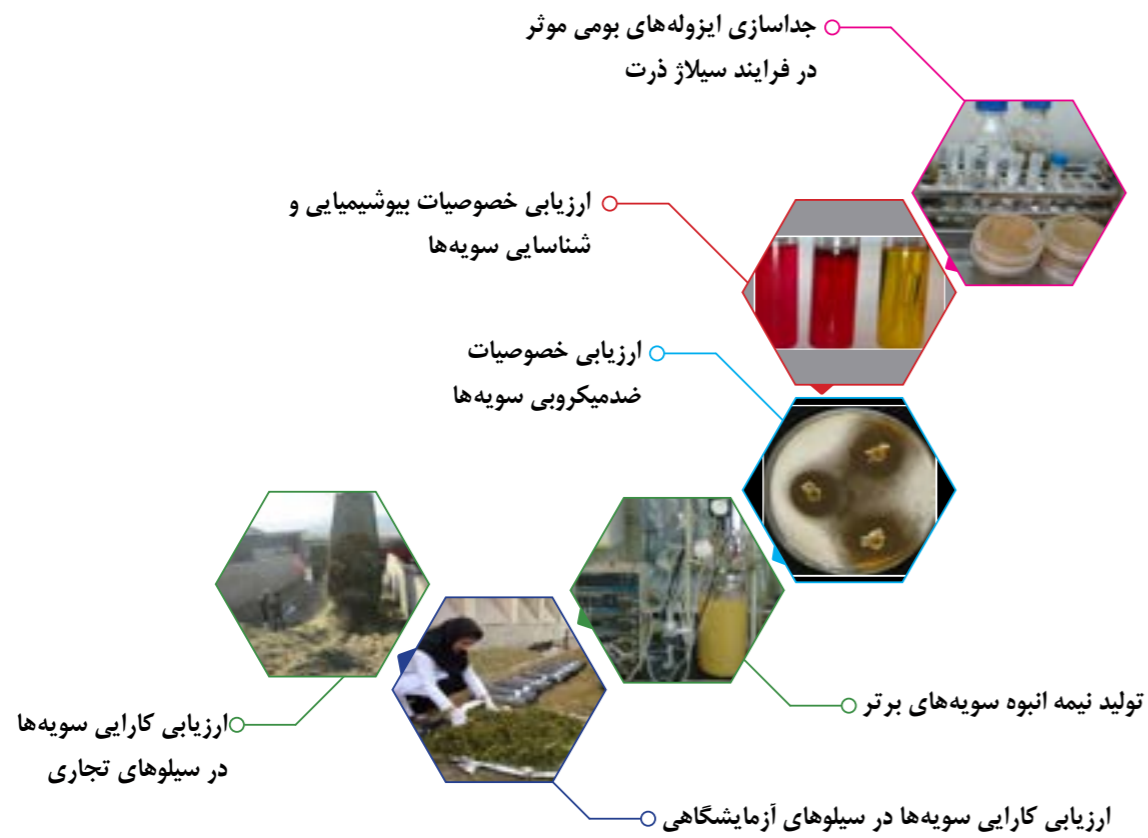 جداسازی ایزوله‌های بومی موثر
در فرایند سیلاژ ذرت
ارزیابی خصوصیات بیوشیمیایی و
شناسایی سویه‌ها
ارزیابی خصوصیات
ضدمیکروبی سویه‌ها
تولید نیمه انبوه سویه‌های برتر
ارزیابی کارایی سویه‌ها در سیلوهای آزمایشگاهی
ارزیابی کارایی سویه‌ها
در سیلوهای تجاری